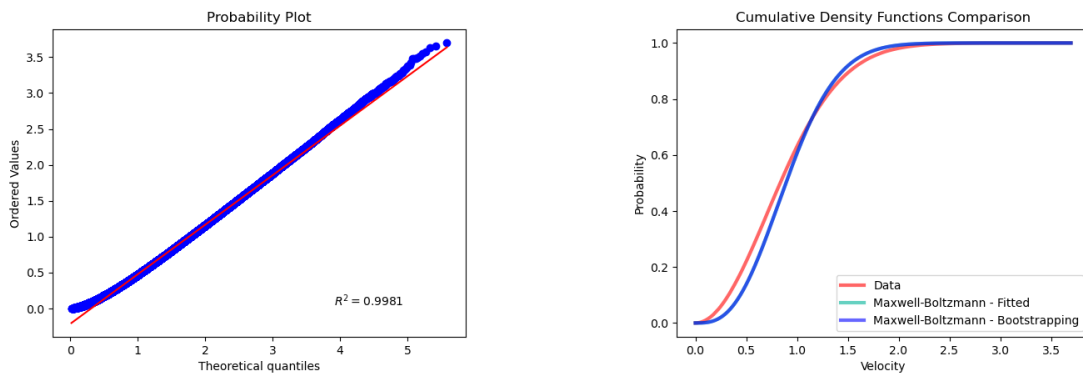 Probability Plot
Ordered Values
3.5
3.0
2.5
2.0
1.5
1.0
0.5
0.0
R² = 0.9981
0 1 2 3 4 5
Theoretical quantiles
Cumulative Density Functions Comparison
Probability
1.0
0.8
0.6
0.4
0.2
0.0
Data
Maxwell-Boltzmann - Fitted
Maxwell-Boltzmann - Bootstrapping
0.0 0.5 1.0 1.5 2.0 2.5 3.0 3.5
Velocity